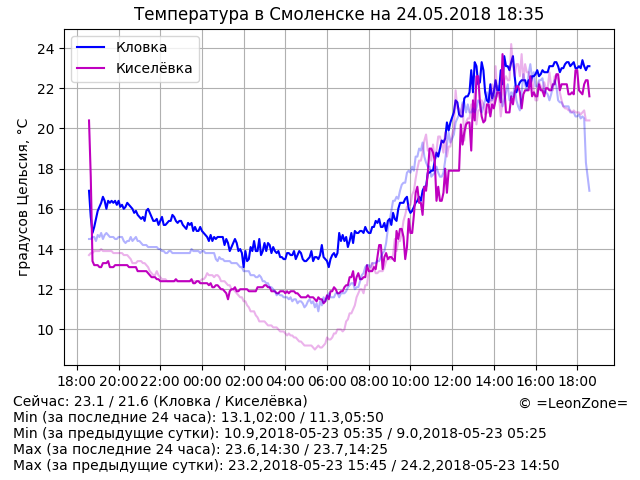 Температура в Смоленске на 24.05.2018 18:35
Кловка
Киселёвка
градусов Цельсия, °C
24
22
20
18
16
14
12
10
18:00 20:00 22:00 00:00 02:00 04:00 06:00 08:00 10:00 12:00 14:00 16:00 18:00
Сейчас: 23.1 / 21.6 (Кловка / Киселёвка)
© =LeonZone=
Min (за последние 24 часа): 13.1,02:00 / 11.3,05:50
Min (за предыдущие сутки): 10.9,2018-05-23 05:35 / 9.0,2018-05-23 05:25
Max (за последние 24 часа): 23.6,14:30 / 23.7,14:25
Max (за предыдущие сутки): 23.2,2018-05-23 15:45 / 24.2,2018-05-23 14:50